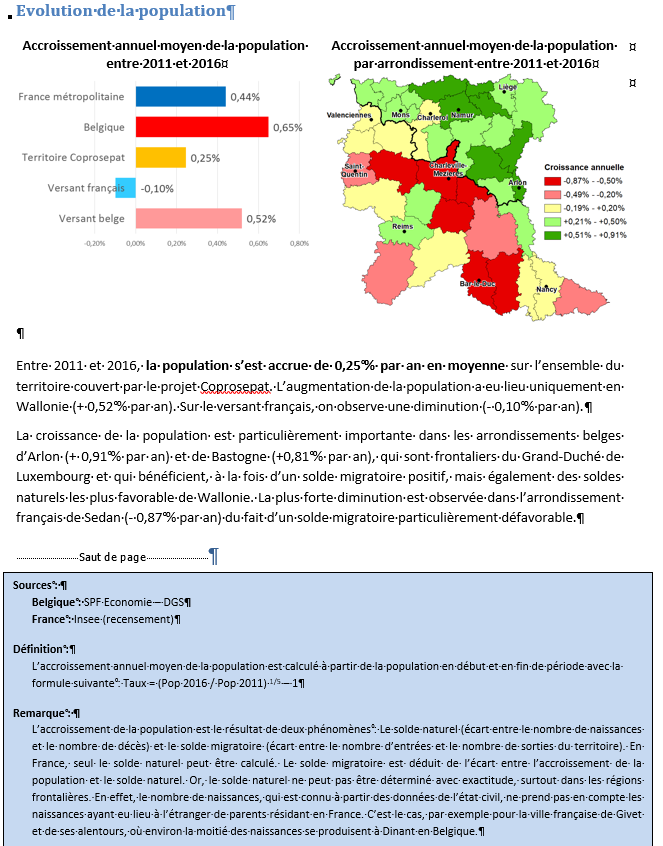 Evolution de la population¶
Accroissement annuel moyen de la population
entre 2011 et 2016¤
Accroissement annuel moyen de la population
par arrondissement entre 2011 et 2016¤
¤
¤
France métropolitaine 0,44%
Belgique 0,65%
Territoire Coprosepat 0,25%
Versant français -0,10%
Versant belge 0,52%
-0,20% 0,00% 0,20% 0,40% 0,60% 0,80%
Liège
Valenciennes
Mons
Charleroi
Namur
Saint-
Quentin
Charleville-
Mézières
Arlon
Reims
Bar-le-Duc
Nancy
Croissance annuelle
-0,87% - -0,50%
-0,49% - -0,20%
-0,19% - +0,20%
+0,21% - +0,50%
+0,51% - +0,91%
¶
Entre 2011 et 2016, la population s'est accrue de 0,25% par an en moyenne sur l'ensemble du
territoire couvert par le projet Coprosepat. L'augmentation de la population a eu lieu uniquement en
Wallonie (+ 0,52% par an). Sur le versant français, on observe une diminution (- 0,10% par an).¶
La croissance de la population est particulièrement importante dans les arrondissements belges
d'Arlon (+ 0,91% par an) et de Bastogne (+0,81% par an), qui sont frontaliers du Grand-Duché de
Luxembourg et qui bénéficient, à la fois d'un solde migratoire positif, mais également des soldes
naturels les plus favorable de Wallonie. La plus forte diminution est observée dans l'arrondissement
français de Sedan (- 0,87% par an) du fait d'un solde migratoire particulièrement défavorable.¶
Saut de page ¶
Sources : ¶
Belgique : SPF Economie – DGS¶
France : Insee (recensement)¶
Définition :¶
L'accroissement annuel moyen de la population est calculé à partir de la population en début et en fin de période avec la
formule suivante : Taux = (Pop 2016 / Pop 2011) 1/5 – 1¶
Remarque : ¶
L'accroissement de la population est le résultat de deux phénomènes : Le solde naturel (écart entre le nombre de naissances
et le nombre de décès) et le solde migratoire (écart entre le nombre d'entrées et le nombre de sorties du territoire). En
France, seul le solde naturel peut être calculé. Le solde migratoire est déduit de l'écart entre l'accroissement de la
population et le solde naturel. Or, le solde naturel ne peut pas être déterminé avec exactitude, surtout dans les régions
frontalières. En effet, le nombre de naissances, qui est connu à partir des données de l'état civil, ne prend pas en compte les
naissances ayant eu lieu à l'étranger de parents résidant en France. C'est le cas, par exemple pour la ville française de Givet
et de ses alentours, où environ la moitié des naissances se produisent à Dinant en Belgique.¶